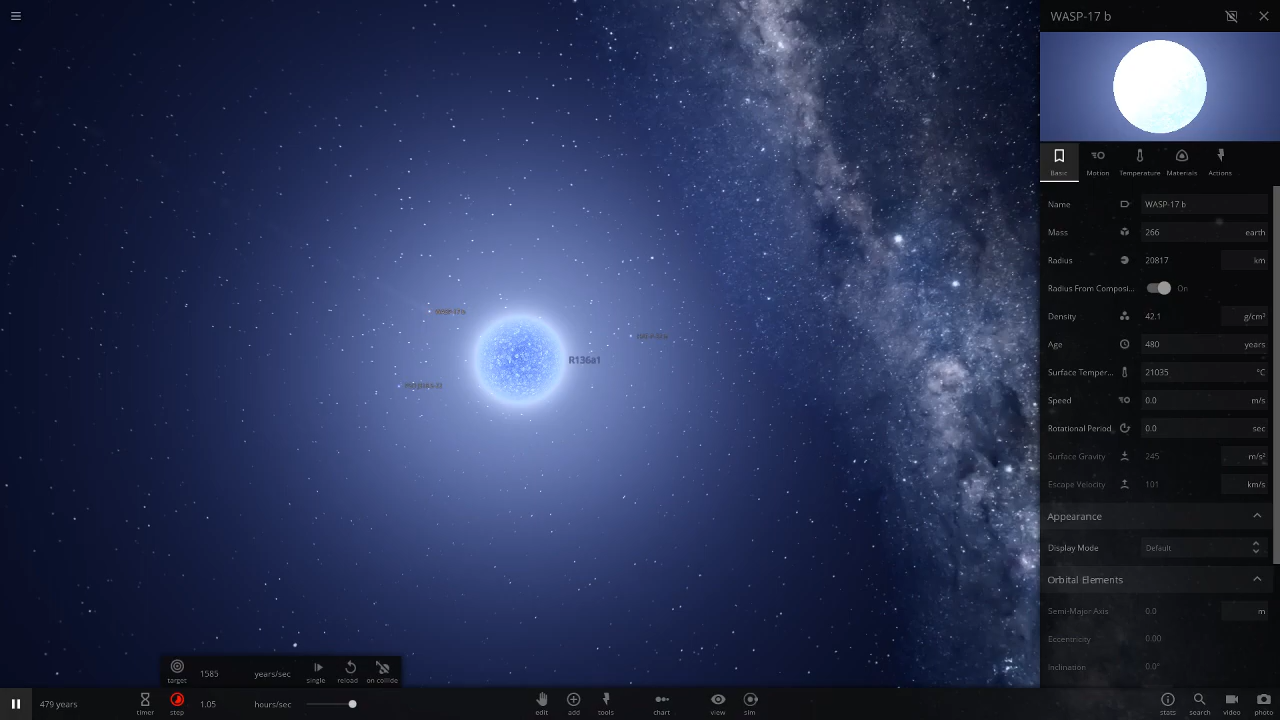 WASP-17 b
Basic
Motion
Temperature
Materials
Actions
Name WASP-17 b
Mass 266 earth
Radius 20817 km
Radius From Composi... On
Density 42.1 g/cm³
Age 480 years
Surface Temper... 21035 °C
Speed 0.0 m/s
Rotational Period 0.0 sec
Surface Gravity 245 m/s²
Escape Velocity 101 km/s
Appearance
Display Mode Default
Orbital Elements
Semi-Major Axis 0.0 m
Eccentricity 0.00
Inclination 0.0°
R136a1
target 1585 years/sec single reload on collide
479 years timer step 1.05 hours/sec edit add tools chart view sim stats search video photo